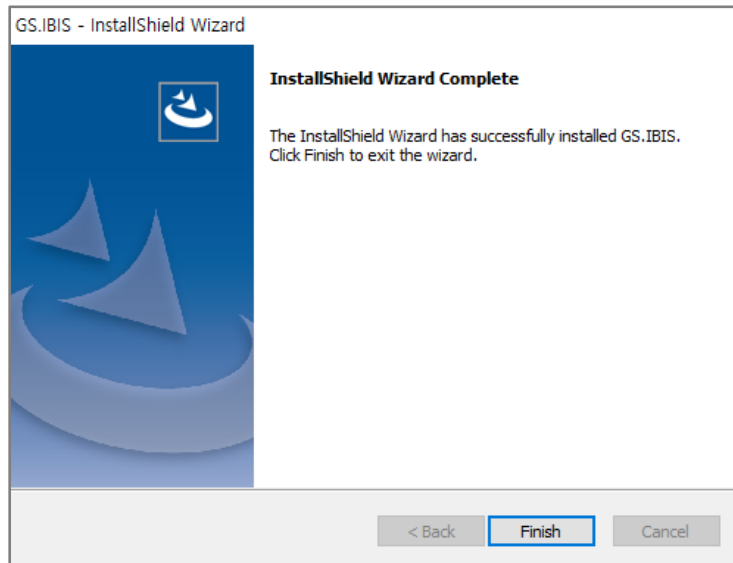 GS.IBIS - InstallShield Wizard
InstallShield Wizard Complete
The InstallShield Wizard has successfully installed GS.IBIS.
Click Finish to exit the wizard.
< Back
Finish
Cancel